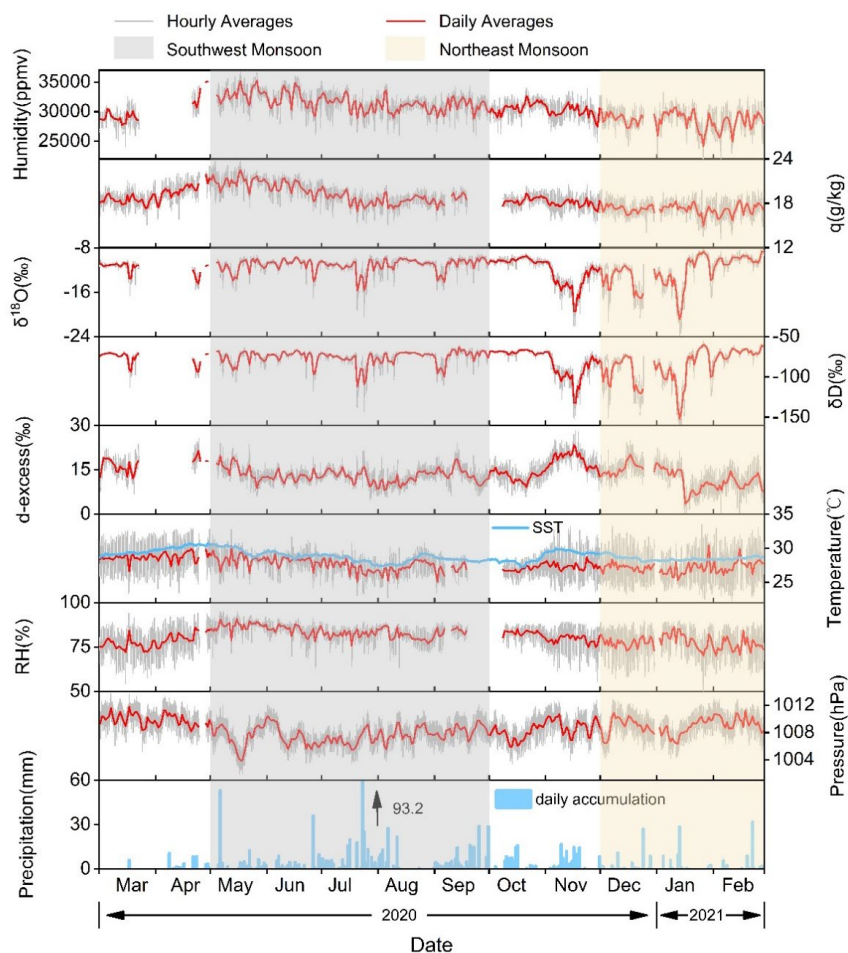 Hourly Averages Daily Averages
Southwest Monsoon Northeast Monsoon
Humidity(ppmv)
35000
30000
25000
q(g/kg)
24
18
12
δ¹⁸O(‰)
-8
-16
-24
δD(‰)
-50
-100
-150
d-excess(‰)
30
15
0
SST
Temperature(℃)
35
30
25
RH(%)
100
75
50
Pressure(hPa)
1012
1008
1004
Precipitation(mm)
60
30
0
93.2
daily accumulation
Mar Apr May Jun Jul Aug Sep Oct Nov Dec Jan Feb
2020 2021
Date